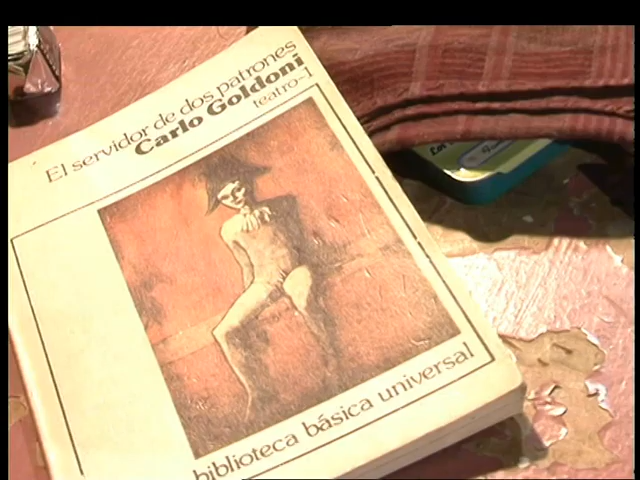 El servidor de dos patrones
Carlo Goldoni
teatro-1
biblioteca básica universal